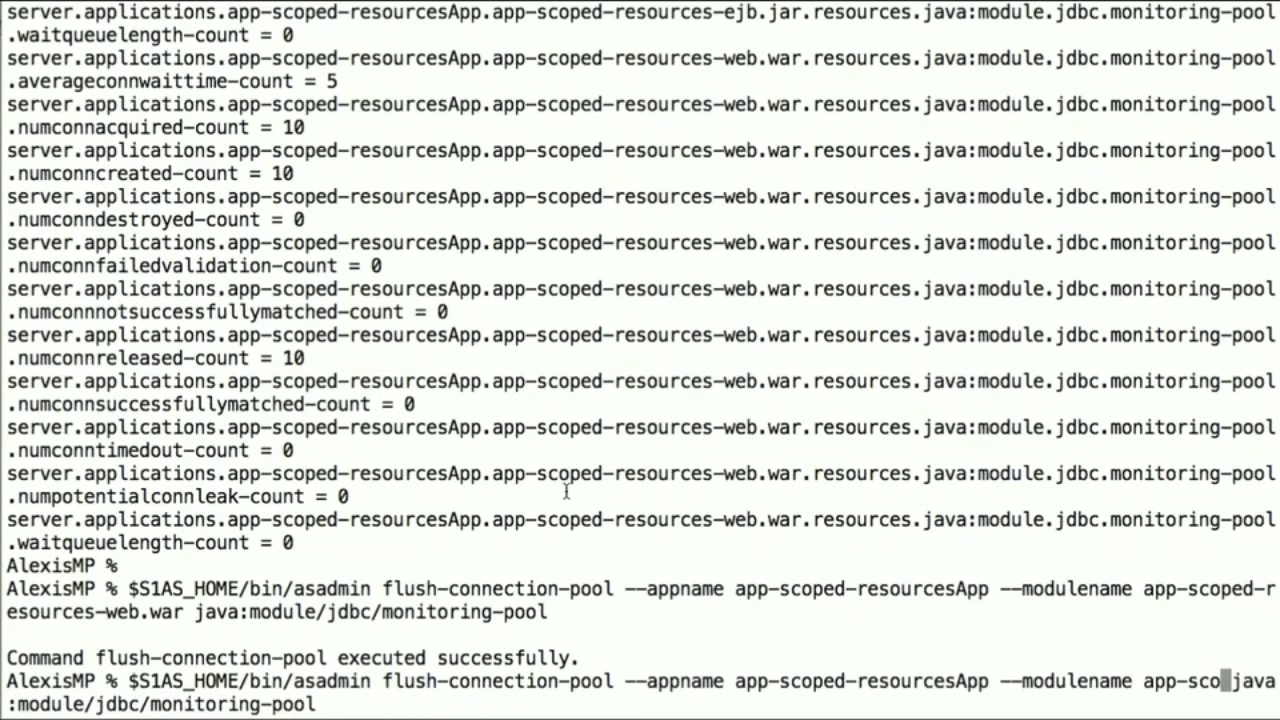 server.applications.app-scoped-resourcesApp.app-scoped-resources-ejb.jar.resources.java:module.jdbc.monitoring-pool
.waitqueuelength-count = 0
server.applications.app-scoped-resourcesApp.app-scoped-resources-web.war.resources.java:module.jdbc.monitoring-pool
.averageconnwaittime-count = 5
server.applications.app-scoped-resourcesApp.app-scoped-resources-web.war.resources.java:module.jdbc.monitoring-pool
.numconnacquired-count = 10
server.applications.app-scoped-resourcesApp.app-scoped-resources-web.war.resources.java:module.jdbc.monitoring-pool
.numconncreated-count = 10
server.applications.app-scoped-resourcesApp.app-scoped-resources-web.war.resources.java:module.jdbc.monitoring-pool
.numconndestroyed-count = 0
server.applications.app-scoped-resourcesApp.app-scoped-resources-web.war.resources.java:module.jdbc.monitoring-pool
.numconnfailedvalidation-count = 0
server.applications.app-scoped-resourcesApp.app-scoped-resources-web.war.resources.java:module.jdbc.monitoring-pool
.numconnnotsuccessfullymatched-count = 0
server.applications.app-scoped-resourcesApp.app-scoped-resources-web.war.resources.java:module.jdbc.monitoring-pool
.numconnreleased-count = 10
server.applications.app-scoped-resourcesApp.app-scoped-resources-web.war.resources.java:module.jdbc.monitoring-pool
.numconnsuccessfullymatched-count = 0
server.applications.app-scoped-resourcesApp.app-scoped-resources-web.war.resources.java:module.jdbc.monitoring-pool
.numconntimedout-count = 0
server.applications.app-scoped-resourcesApp.app-scoped-resources-web.war.resources.java:module.jdbc.monitoring-pool
.numpotentialconnleak-count = 0
server.applications.app-scoped-resourcesApp.app-scoped-resources-web.war.resources.java:module.jdbc.monitoring-pool
.waitqueuelength-count = 0
AlexisMP %
AlexisMP % $S1AS_HOME/bin/asadmin flush-connection-pool --appname app-scoped-resourcesApp --modulename app-scoped-r
esources-web.war java:module/jdbc/monitoring-pool
Command flush-connection-pool executed successfully.
AlexisMP % $S1AS_HOME/bin/asadmin flush-connection-pool --appname app-scoped-resourcesApp --modulename app-sco java
:module/jdbc/monitoring-pool